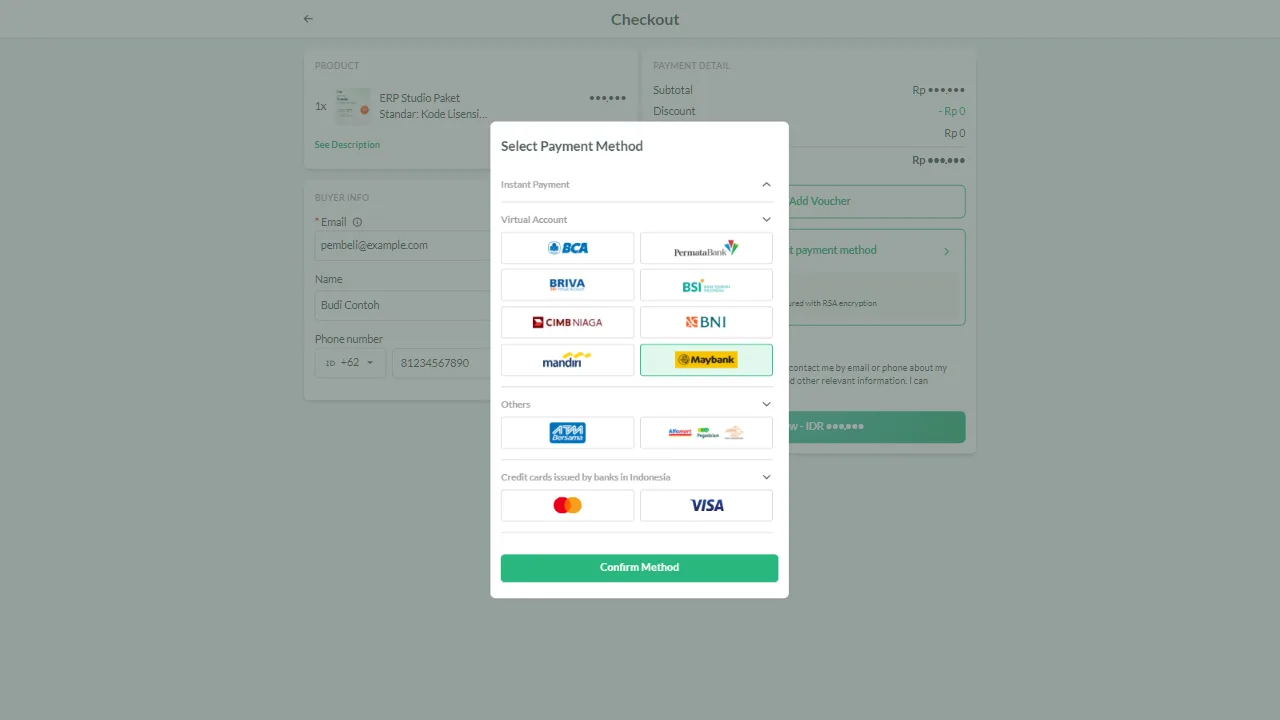 Checkout
PRODUCT
1x
ERP Studio Paket
Standar: Kode Lisensi...
•••.•••
See Description
BUYER INFO
* Email
pembeli@example.com
Name
Budi Contoh
Phone number
ID +62
81234567890
PAYMENT DETAIL
Subtotal
Rp •••.•••
Discount
- Rp 0
Rp 0
Rp •••.•••
Add Voucher
t payment method
ured with RSA encryption
contact me by email or phone about my
d other relevant information. I can
w - IDR •••,•••
Select Payment Method
Instant Payment
Virtual Account
BCA
PermataBank
BRIVA
BSI
CIMB NIAGA
BNI
mandiri
Maybank
Others
ATM
Bersama
Alfamart
Pegadaian
Credit cards issued by banks in Indonesia
VISA
Confirm Method